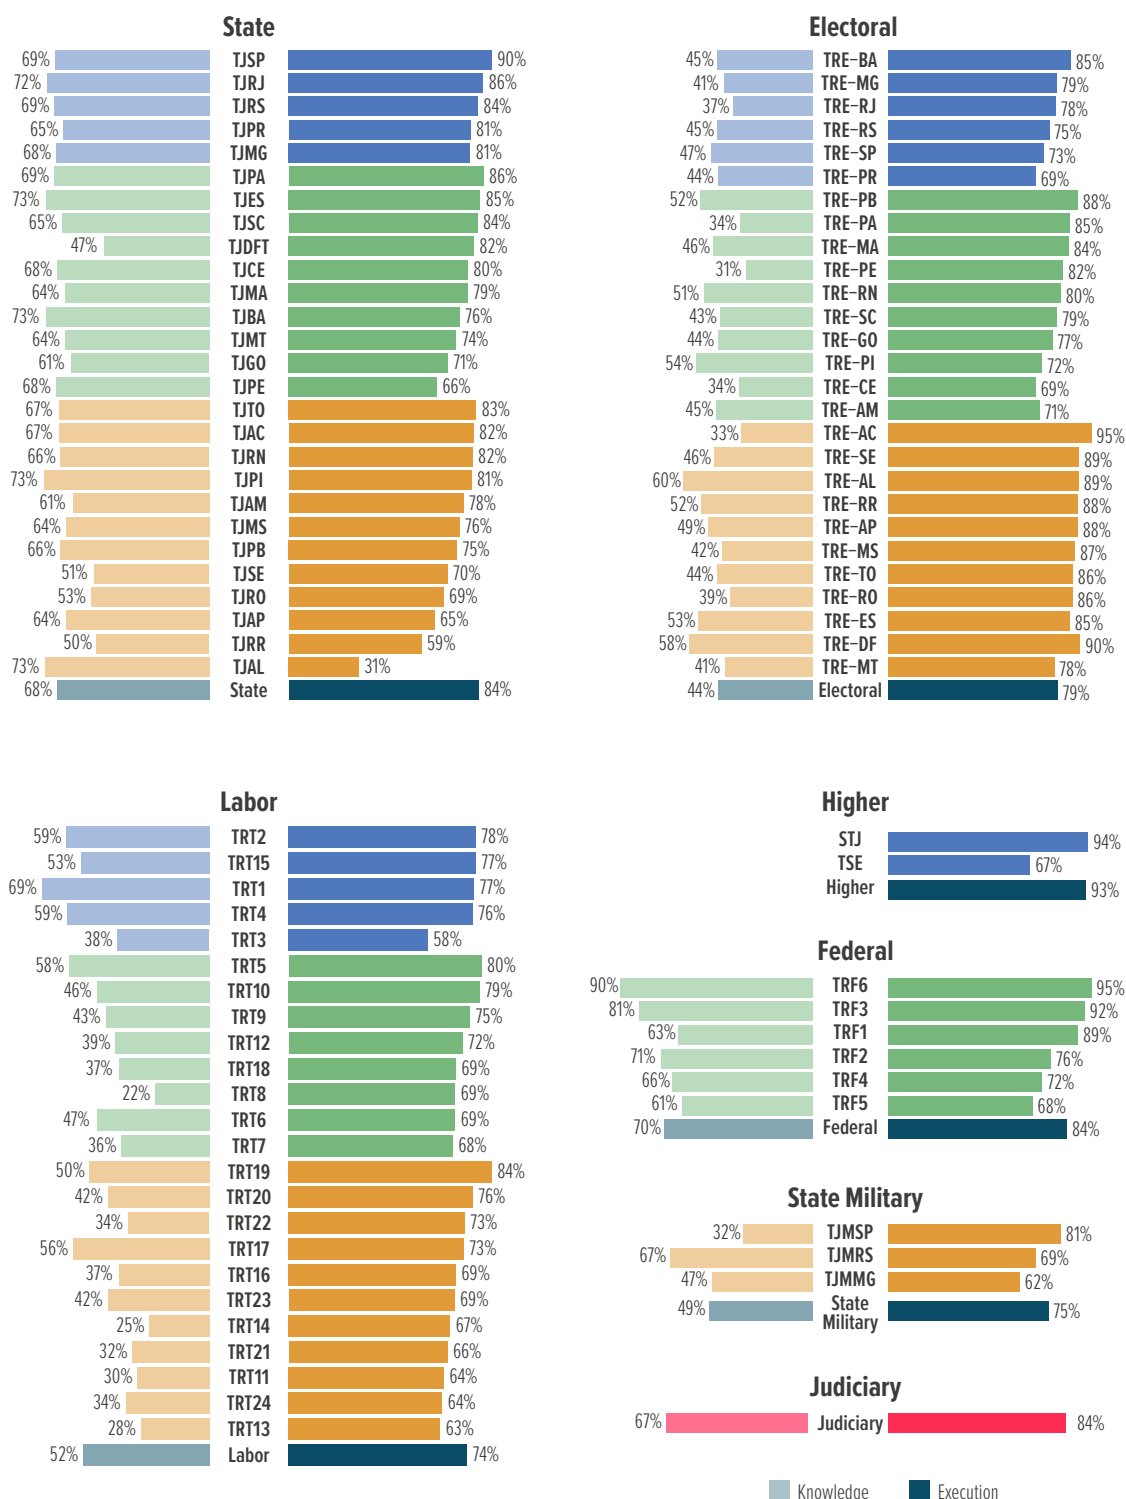 State
69% TJSP 90%
72% TJRJ 86%
69% TJRS 84%
65% TJPR 81%
68% TJMG 81%
69% TJPA 86%
73% TJES 85%
65% TJSC 84%
47% TJDFT 82%
68% TJCE 80%
64% TJMA 79%
73% TJBA 76%
64% TJMT 74%
61% TJGO 71%
68% TJPE 66%
67% TJTO 83%
67% TJAC 82%
66% TJRN 82%
73% TJPI 81%
61% TJAM 78%
64% TJMS 76%
66% TJPB 75%
51% TJSE 70%
53% TJRO 69%
64% TJAP 65%
50% TJRR 59%
73% TJAL 31%
68% State 84%
Electoral
45% TRE-BA 85%
41% TRE-MG 79%
37% TRE-RJ 78%
45% TRE-RS 75%
47% TRE-SP 73%
44% TRE-PR 69%
52% TRE-PB 88%
34% TRE-PA 85%
46% TRE-MA 84%
31% TRE-PE 82%
51% TRE-RN 80%
43% TRE-SC 79%
44% TRE-GO 77%
54% TRE-PI 72%
34% TRE-CE 69%
45% TRE-AM 71%
33% TRE-AC 95%
46% TRE-SE 89%
60% TRE-AL 89%
52% TRE-RR 88%
49% TRE-AP 88%
42% TRE-MS 87%
44% TRE-TO 86%
39% TRE-RO 86%
53% TRE-ES 85%
58% TRE-DF 90%
41% TRE-MT 78%
44% Electoral 79%
Labor
59% TRT2 78%
53% TRT15 77%
69% TRT1 77%
59% TRT4 76%
38% TRT3 58%
58% TRT5 80%
46% TRT10 79%
43% TRT9 75%
39% TRT12 72%
37% TRT18 69%
22% TRT8 69%
47% TRT6 69%
36% TRT7 68%
50% TRT19 84%
42% TRT20 76%
34% TRT22 73%
56% TRT17 73%
37% TRT16 69%
42% TRT23 69%
25% TRT14 67%
32% TRT21 66%
30% TRT11 64%
34% TRT24 64%
28% TRT13 63%
52% Labor 74%
Higher
STJ 94%
TSE 67%
Higher 93%
Federal
90% TRF6 95%
81% TRF3 92%
63% TRF1 89%
71% TRF2 76%
66% TRF4 72%
61% TRF5 68%
70% Federal 84%
State Military
32% TJMSP 81%
67% TJMRS 69%
47% TJMMG 62%
49% State 75%
Military
Judiciary
67% Judiciary 84%
Knowledge Execution